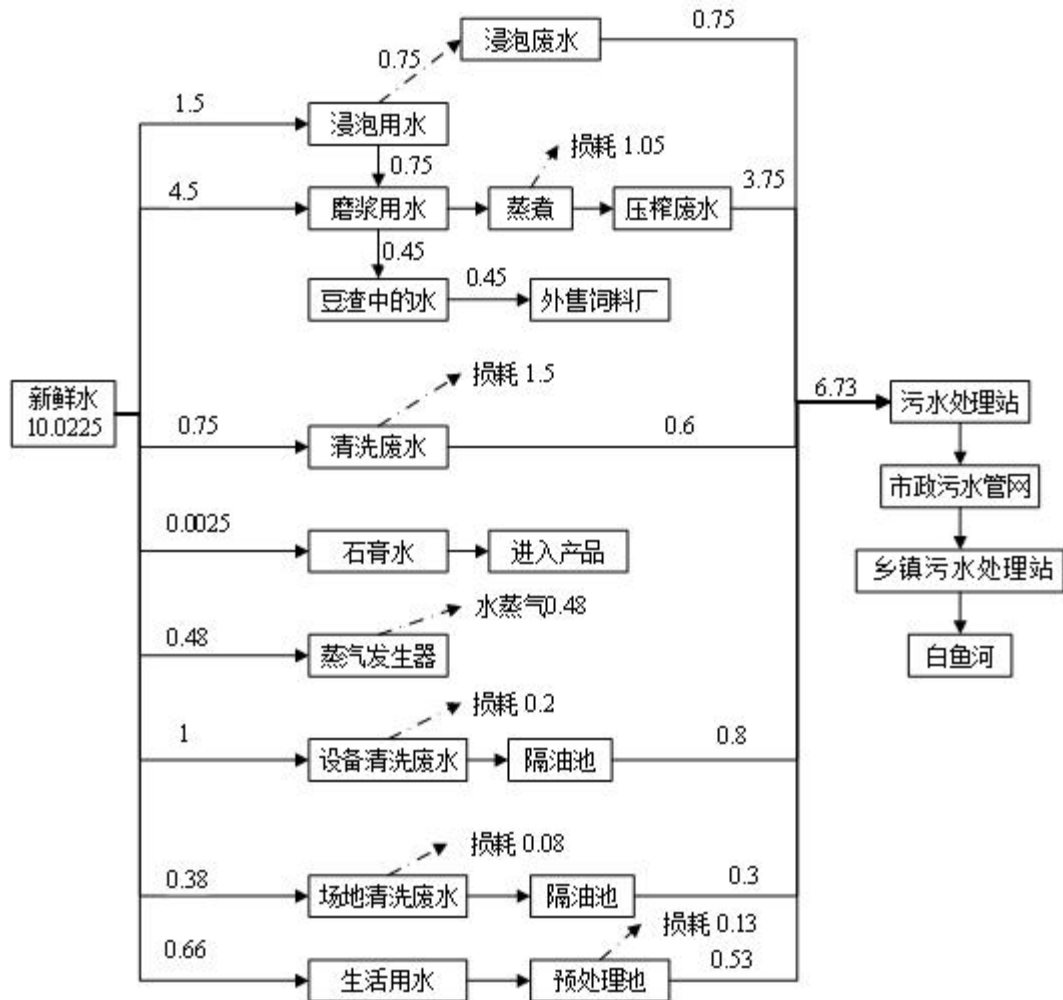 浸泡废水
0.75
0.75
1.5
浸泡用水
0.75
损耗 1.05
4.5
磨浆用水
蒸煮
压榨废水
3.75
0.45
豆渣中的水
0.45
外售饲料厂
新鲜水
10.0225
损耗 1.5
0.75
清洗废水
0.6
6.73
污水处理站
市政污水管网
乡镇污水处理站
白鱼河
0.0025
石膏水
进入产品
水蒸气0.48
0.48
蒸汽发生器
损耗 0.2
1
设备清洗废水
隔油池
0.8
损耗 0.08
0.38
场地清洗废水
隔油池
0.3
损耗 0.13
0.66
生活用水
预处理池
0.53